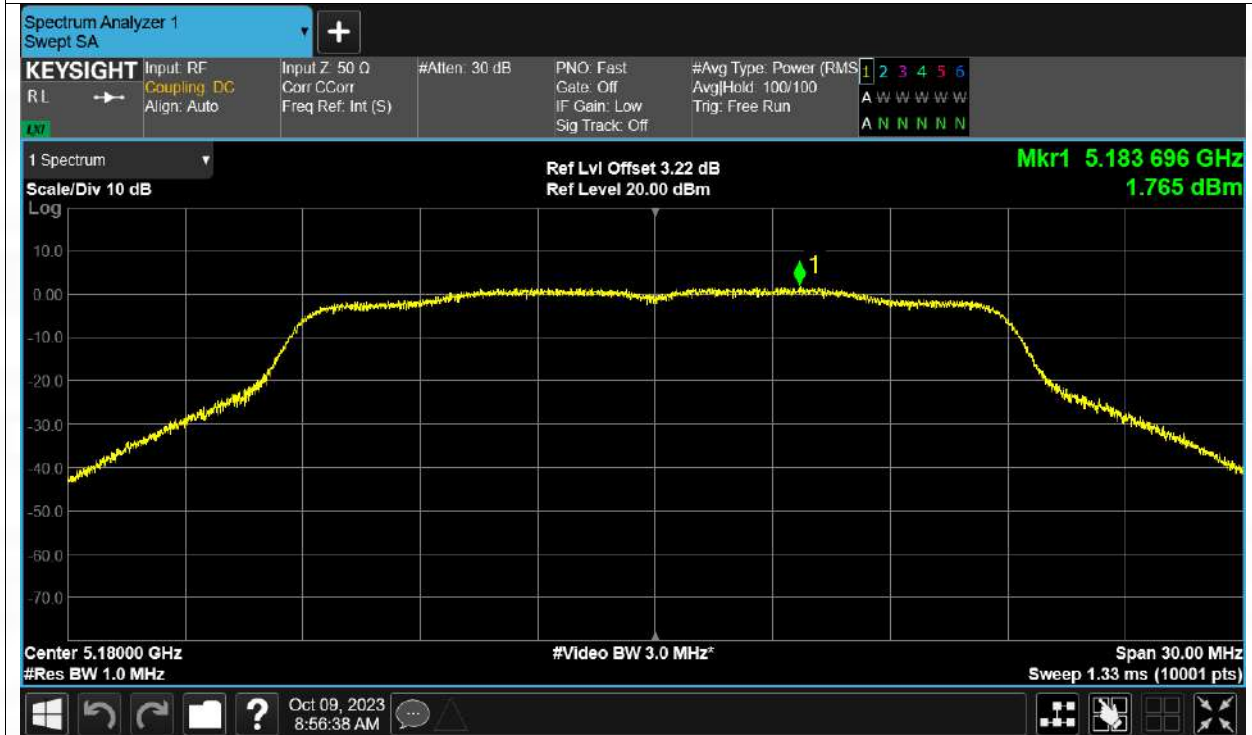 Spectrum Analyzer 1
Swept SA
+
KEYSIGHT Input: RF Input Z: 50 Ω #Atten: 30 dB PNO: Fast #Avg Type: Power (RMS 1 2 3 4 5 6
RL Coupling: DC Corr CCorr Gate: Off Avg|Hold: 100/100 A W W W W W
Align: Auto Freq Ref: Int (S) IF Gain: Low Trig: Free Run
LXI Sig Track: Off A N N N N N
1 Spectrum Ref Lvl Offset 3.22 dB Mkr1 5.183 696 GHz
Scale/Div 10 dB Ref Level 20.00 dBm 1.765 dBm
Log
10.0
1
0.00
-10.0
-20.0
-30.0
-40.0
-50.0
-60.0
-70.0
Center 5.18000 GHz #Video BW 3.0 MHz* Span 30.00 MHz
#Res BW 1.0 MHz Sweep 1.33 ms (10001 pts)
? Oct 09, 2023
8:56:38 AM